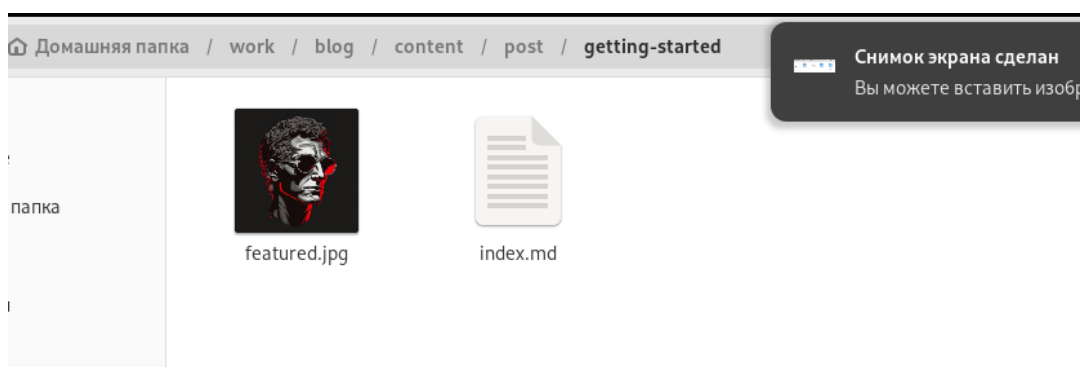 Домашняя папка / work / blog / content / post / getting-started
Снимок экрана сделан
Вы можете вставить изобр
папка
featured.jpg
index.md